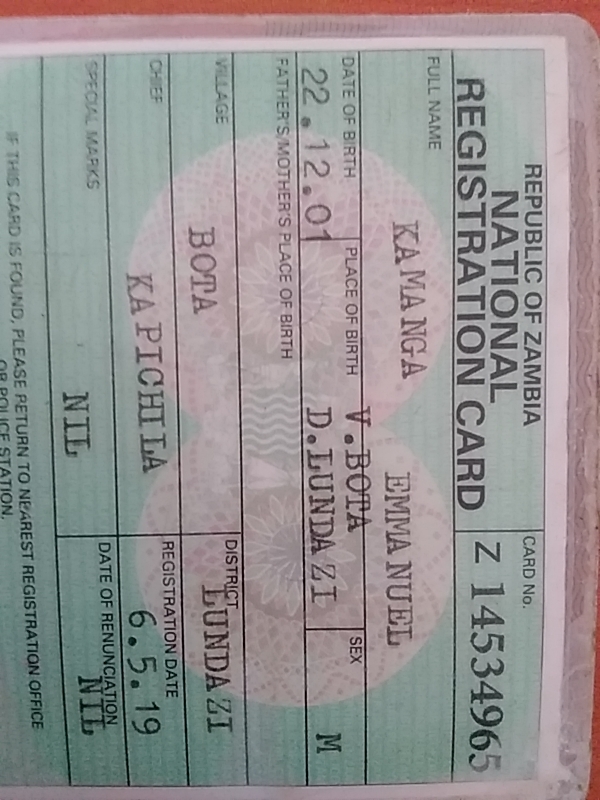 REPUBLIC OF ZAMBIA
NATIONAL
REGISTRATION CARD
CARD No.
Z 14534965
FULL NAME
KAMANGA EMMANUEL
DATE OF BIRTH
22.12.01
PLACE OF BIRTH
V.BOTA
D.LUNDAZI
SEX
M
FATHER'S/MOTHER'S PLACE OF BIRTH
VILLAGE
BOTA
DISTRICT
LUNDAZI
CHIEF
KAPICHILA
REGISTRATION DATE
6.5.19
SPECIAL MARKS
NIL
DATE OF RENUNCIATION
NIL
IF THIS CARD IS FOUND, PLEASE RETURN TO NEAREST REGISTRATION OFFICE
OR POLICE STATION.